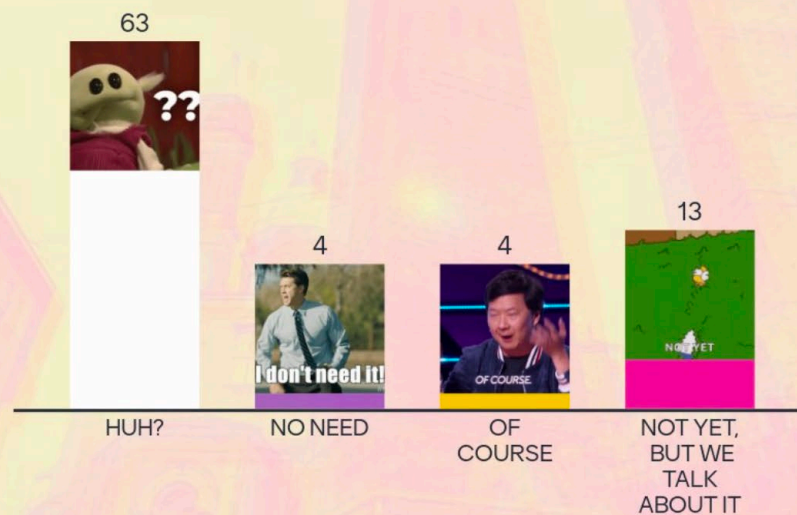 63
??
4
I don't need it!
4
OF COURSE.
13
NOT YET
HUH?
NO NEED
OF
COURSE
NOT YET,
BUT WE
TALK
ABOUT IT